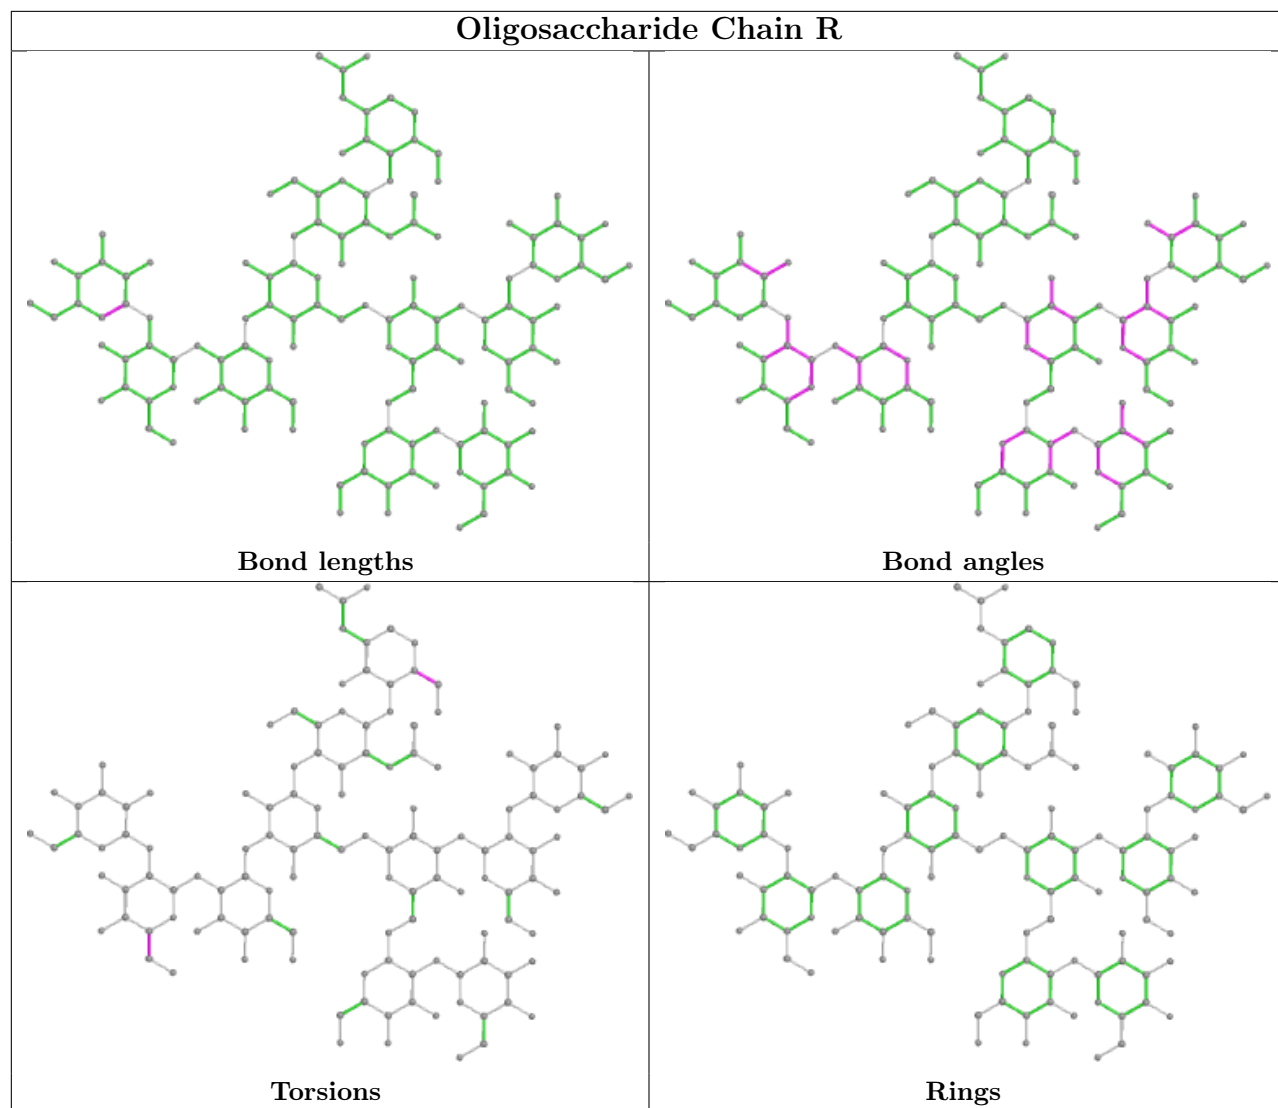 Oligosaccharide Chain R
Bond lengths
Bond angles
Torsions
Rings